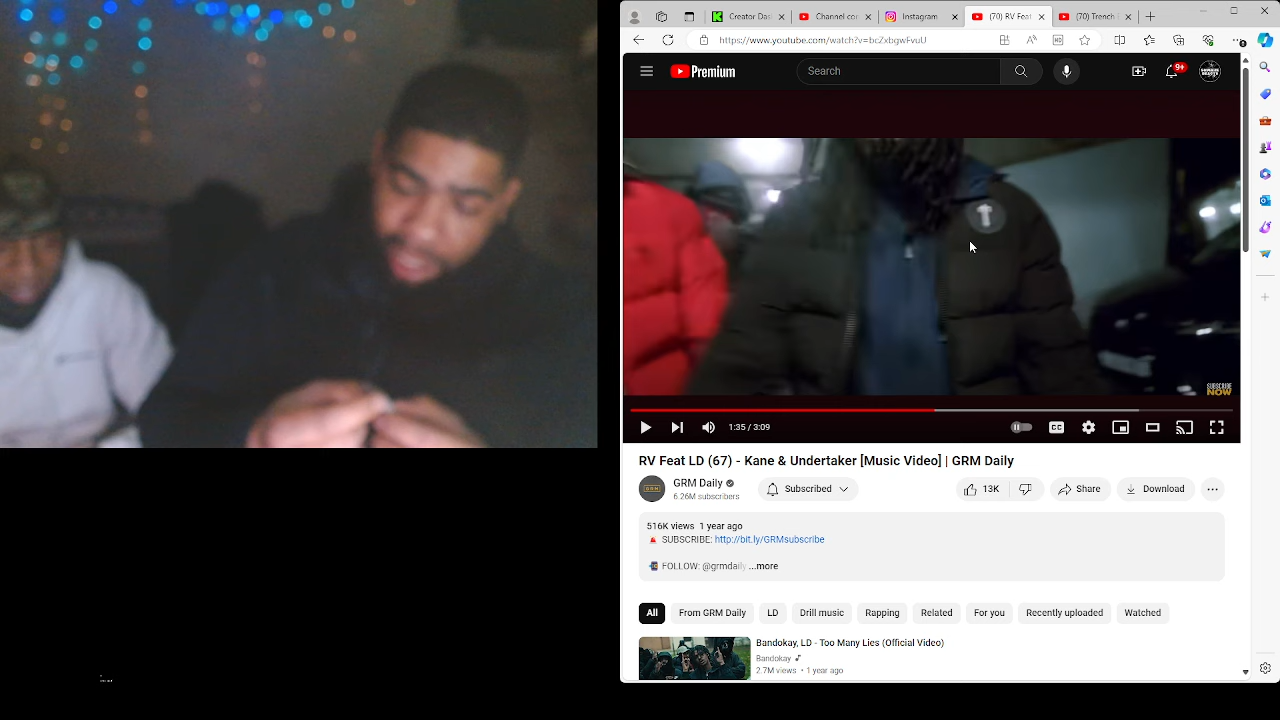 Creator Das
Channel con
Instagram
(70) RV Feat
(70) Trench
https://www.youtube.com/watch?v=bcZxbgwFvuU
Premium
Search
9+
SUBSCRIBE
NOW
1:35 / 3:09
CC
RV Feat LD (67) - Kane & Undertaker [Music Video] | GRM Daily
GRM Daily
6.26M subscribers
Subscribed
13K
Share
Download
516K views 1 year ago
SUBSCRIBE: http://bit.ly/GRMsubscribe
FOLLOW: @grmdaily ...more
All
From GRM Daily
LD
Drill music
Rapping
Related
For you
Recently uploaded
Watched
Bandokay, LD - Too Many Lies (Official Video)
Bandokay
2.7M views • 1 year ago